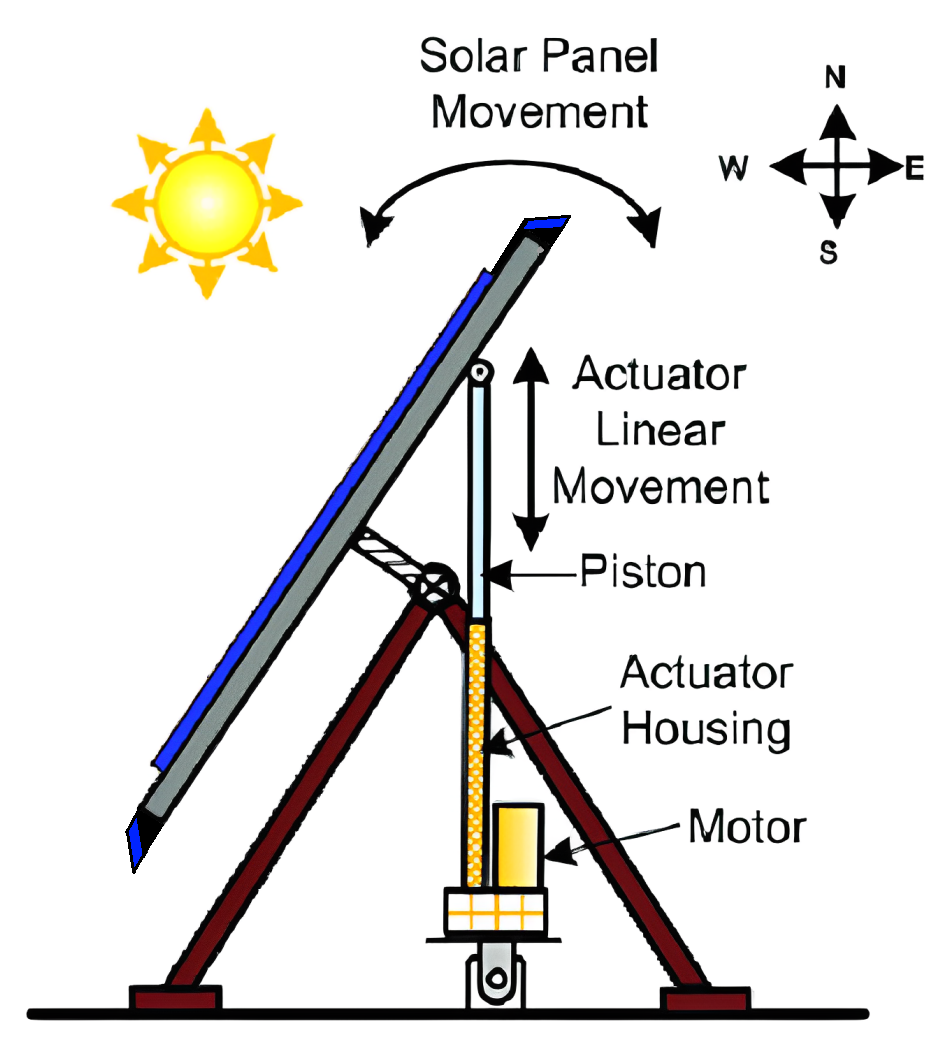 Solar Panel
Movement
N
W
E
S
Actuator
Linear
Movement
Piston
Actuator
Housing
Motor